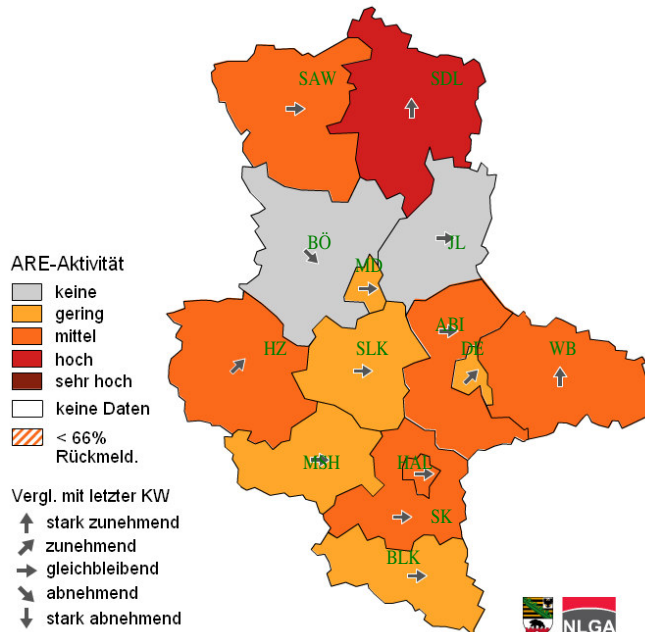 SAW
SDL
BÖ
JL
MD
HZ
SLK
ABI
DE
WB
MSH
HAL
SK
BLK
ARE-Aktivität
keine
gering
mittel
hoch
sehr hoch
keine Daten
< 66%
Rückmeld.
Vergl. mit letzter KW
stark zunehmend
zunehmend
gleichbleibend
abnehmend
stark abnehmend
NLGA